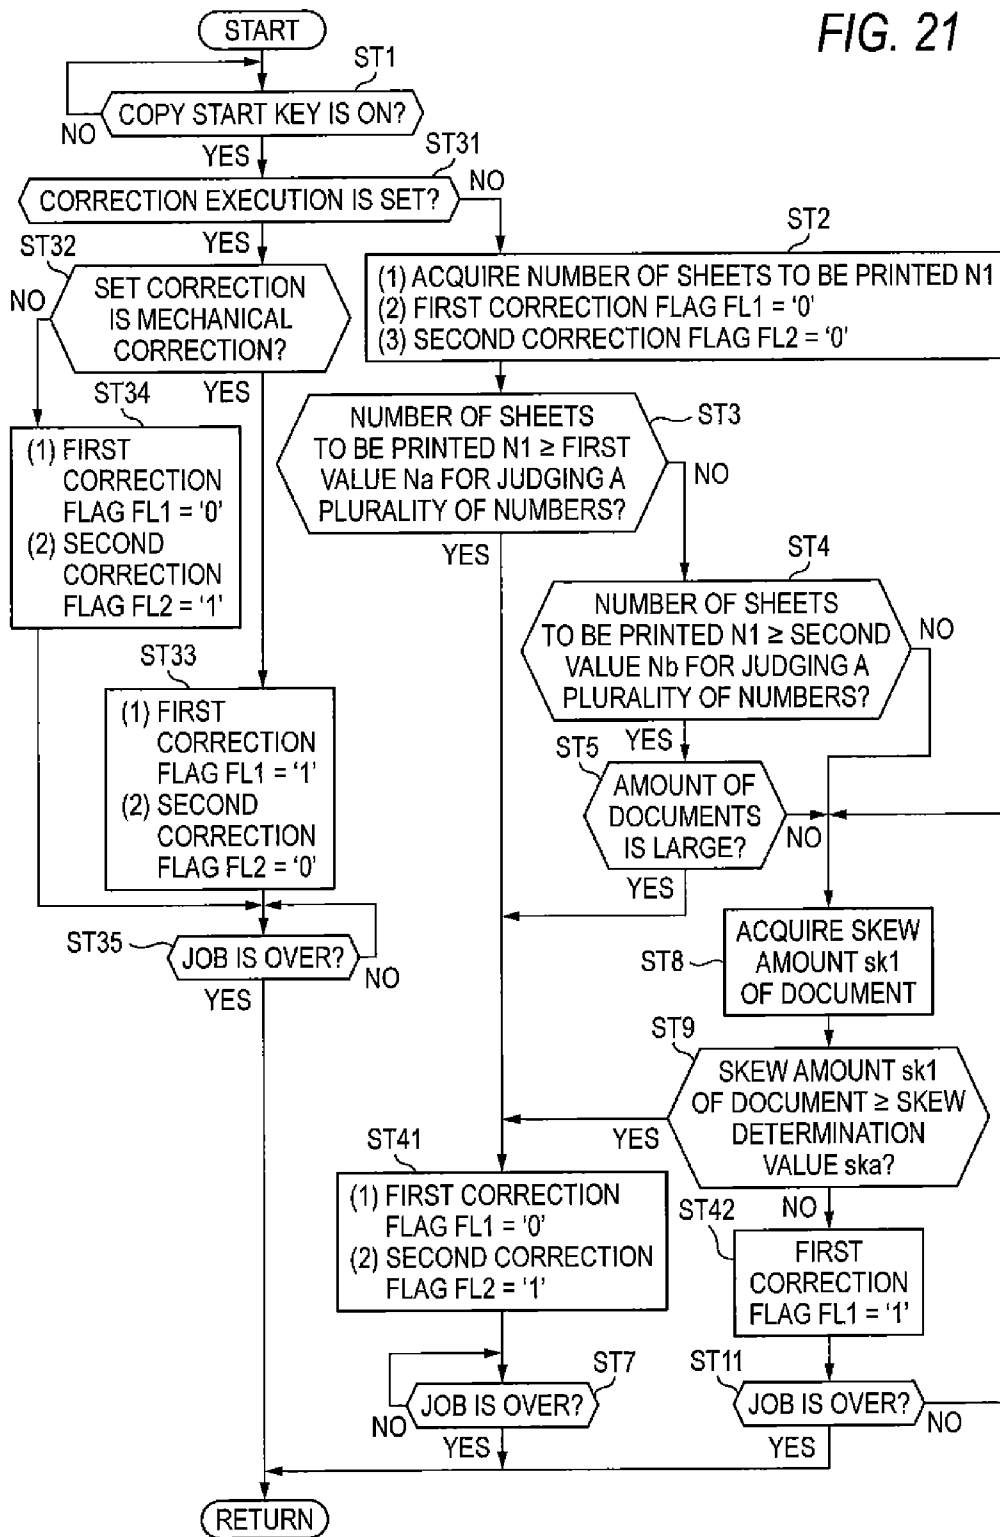 FIG. 21
START
ST1
COPY START KEY IS ON?
NO
YES
ST31
CORRECTION EXECUTION IS SET?
NO
YES
ST32
SET CORRECTION
IS MECHANICAL
CORRECTION?
NO
YES
ST34
(1) FIRST
CORRECTION
FLAG FL1 = '0'
(2) SECOND
CORRECTION
FLAG FL2 = '1'
ST33
(1) FIRST
CORRECTION
FLAG FL1 = '1'
(2) SECOND
CORRECTION
FLAG FL2 = '0'
ST35
JOB IS OVER?
NO
YES
ST2
(1) ACQUIRE NUMBER OF SHEETS TO BE PRINTED N1
(2) FIRST CORRECTION FLAG FL1 = '0'
(3) SECOND CORRECTION FLAG FL2 = '0'
ST3
NUMBER OF SHEETS
TO BE PRINTED N1 ≥ FIRST
VALUE Na FOR JUDGING A
PLURALITY OF NUMBERS?
NO
YES
ST4
NUMBER OF SHEETS
TO BE PRINTED N1 ≥ SECOND
VALUE Nb FOR JUDGING A
PLURALITY OF NUMBERS?
NO
YES
ST5
AMOUNT OF
DOCUMENTS
IS LARGE?
NO
YES
ST8
ACQUIRE SKEW
AMOUNT sk1
OF DOCUMENT
ST9
SKEW AMOUNT sk1
OF DOCUMENT ≥ SKEW
DETERMINATION
VALUE ska?
YES
NO
ST41
(1) FIRST CORRECTION
FLAG FL1 = '0'
(2) SECOND CORRECTION
FLAG FL2 = '1'
ST42
FIRST
CORRECTION
FLAG FL1 = '1'
ST7
JOB IS OVER?
NO
YES
ST11
JOB IS OVER?
NO
YES
RETURN